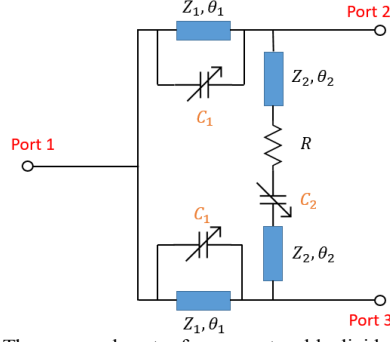 Z₁, θ₁
Port 2
Z₂, θ₂
C₁
Port 1
R
C₁
C₂
Z₂, θ₂
Port 3
Z₁, θ₁